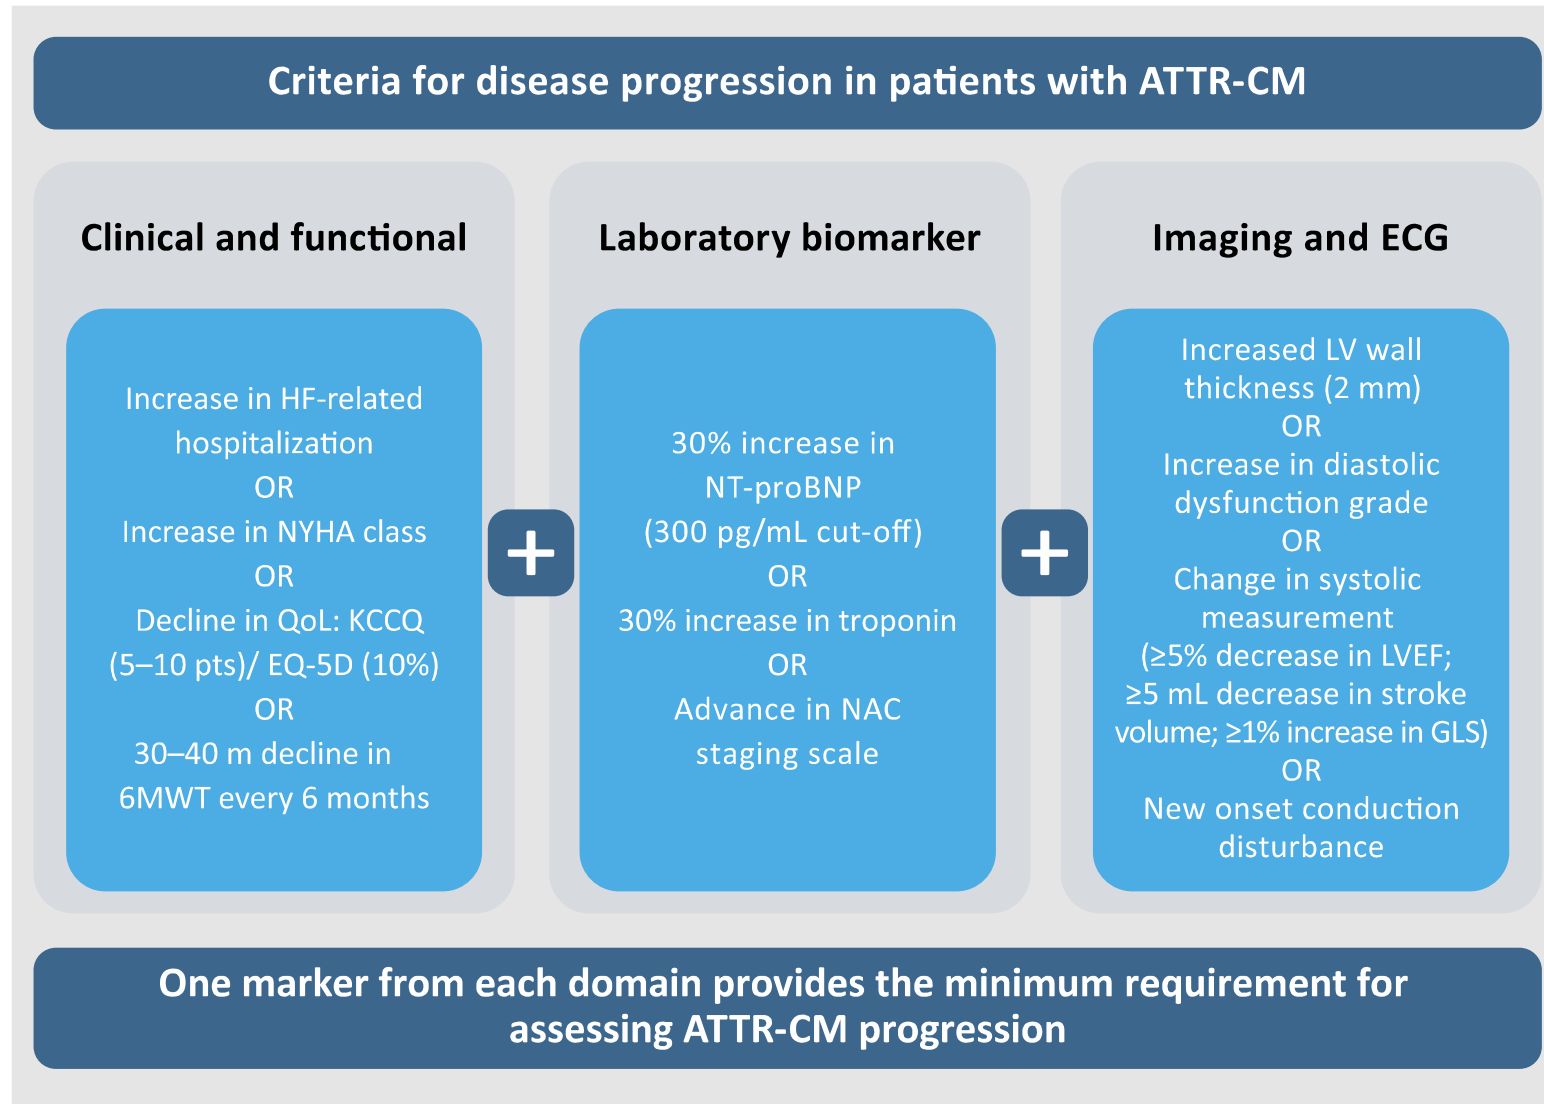 Criteria for disease progression in patients with ATTR-CM
Clinical and functional
Increase in HF-related
hospitalization
OR
Increase in NYHA class
OR
Decline in QoL: KCCQ
(5–10 pts)/ EQ-5D (10%)
OR
30–40 m decline in
6MWT every 6 months
+
Laboratory biomarker
30% increase in
NT-proBNP
(300 pg/mL cut-off)
OR
30% increase in troponin
OR
Advance in NAC
staging scale
+
Imaging and ECG
Increased LV wall
thickness (2 mm)
OR
Increase in diastolic
dysfunction grade
OR
Change in systolic
measurement
(≥5% decrease in LVEF;
≥5 mL decrease in stroke
volume; ≥1% increase in GLS)
OR
New onset conduction
disturbance
One marker from each domain provides the minimum requirement for
assessing ATTR-CM progression